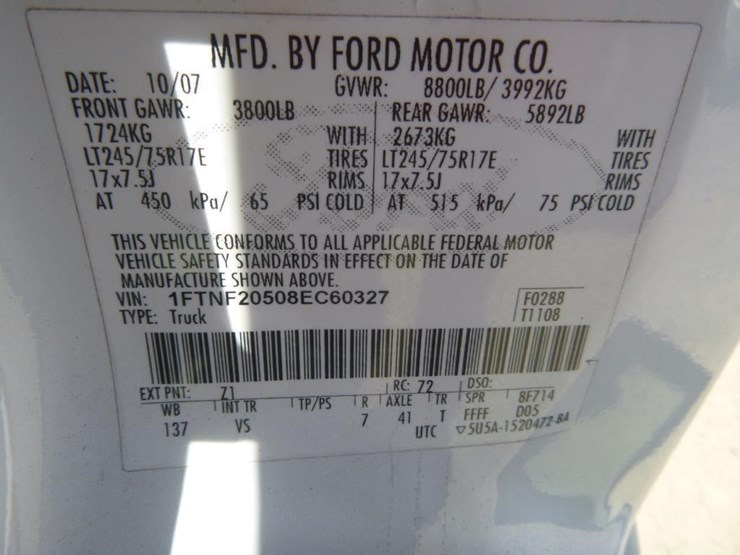 MFD. BY FORD MOTOR CO.
DATE: 10/07 GVWR: 8800LB/ 3992KG
FRONT GAWR: 3800LB REAR GAWR: 5892LB
1724KG WITH 2673KG WITH
LT245/75R17E TIRES LT245/75R17E TIRES
17x7.5J RIMS 17x7.5J RIMS
AT 450 kPa/ 65 PSI COLD AT 515 kPa/ 75 PSI COLD
THIS VEHICLE CONFORMS TO ALL APPLICABLE FEDERAL MOTOR
VEHICLE SAFETY STANDARDS IN EFFECT ON THE DATE OF
MANUFACTURE SHOWN ABOVE.
VIN: 1FTNF20508EC60327 F0288
TYPE: Truck T1108
EXT PNT: Z1 RC: 72 DSO:
WB INT TR TP/PS R AXLE TR SPR 8F714
137 VS 7 41 T FFFF D05
UTC ▽5U5A-1520472-BA